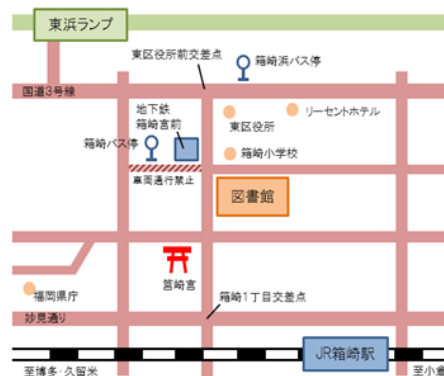 東浜ランプ
東区役所前交差点
箱崎浜バス停
国道3号線
地下鉄
箱崎宮前
リーセントホテル
東区役所
箱崎バス停
箱崎小学校
車両通行禁止
図書館
筥崎宮
福岡県庁
箱崎1丁目交差点
妙見通り
JR箱崎駅
至博多・久留米
至小倉